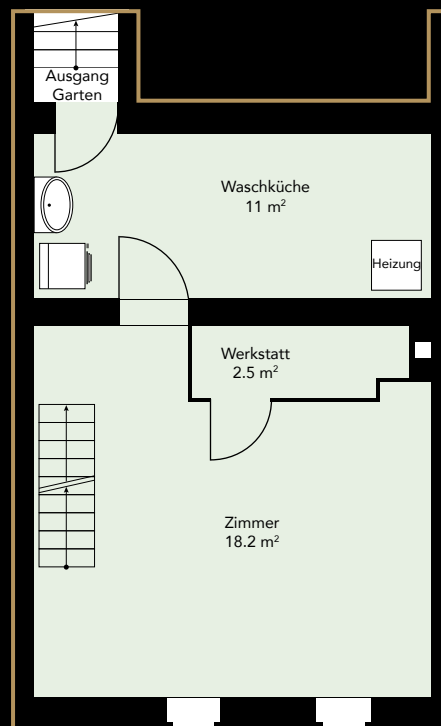 Ausgang
Garten
Waschküche
11 m²
Heizung
Werkstatt
2.5 m²
Zimmer
18.2 m²